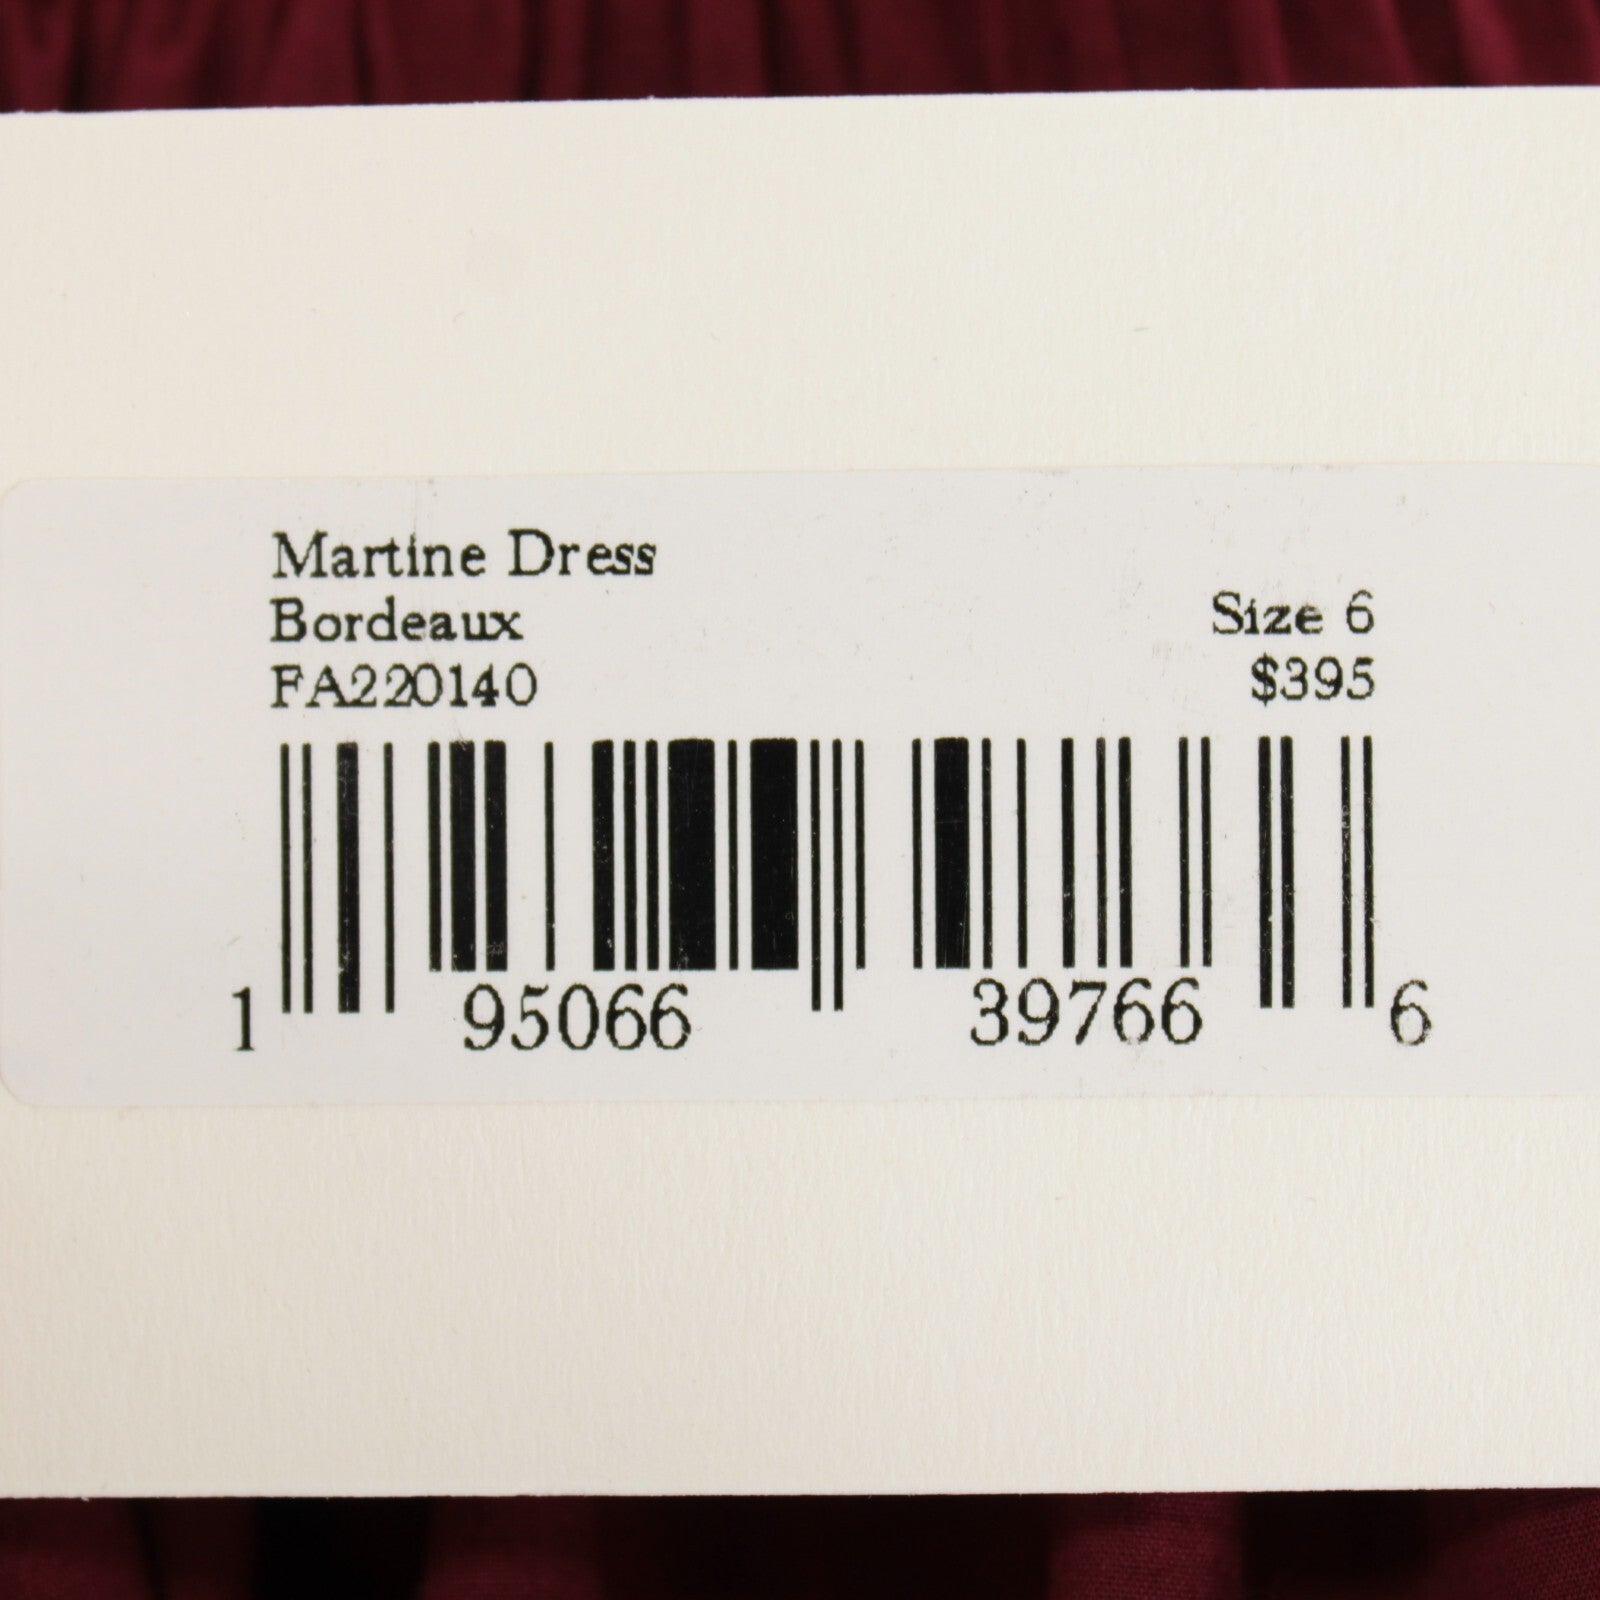 Martine Dress
Bordeaux
Size 6
FA220140
$395
1 95066 39766 6